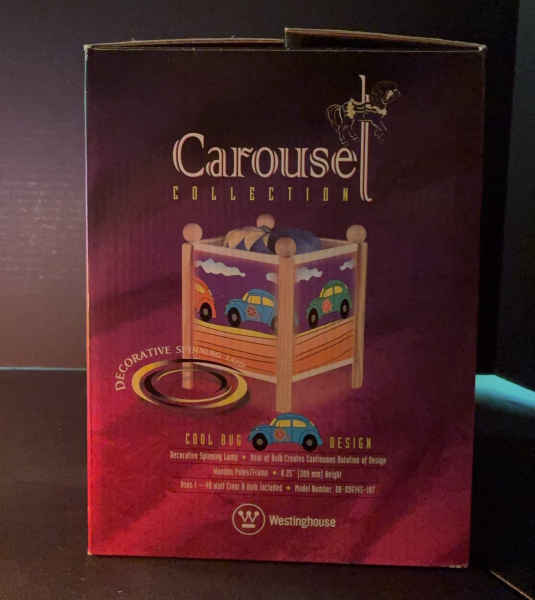 Carousel
COLLECTION
DECORATIVE SPINNING LAMP
COOL BUG DESIGN
Decorative Spinning Lamp • Heat of Bulb Creates Continuous Rotation of Design
Wooden Poles/Frame • 8.25" (209 mm) Height
Uses 1 — 40 watt Clear B Bulb Included • Model Number:
W
Westinghouse